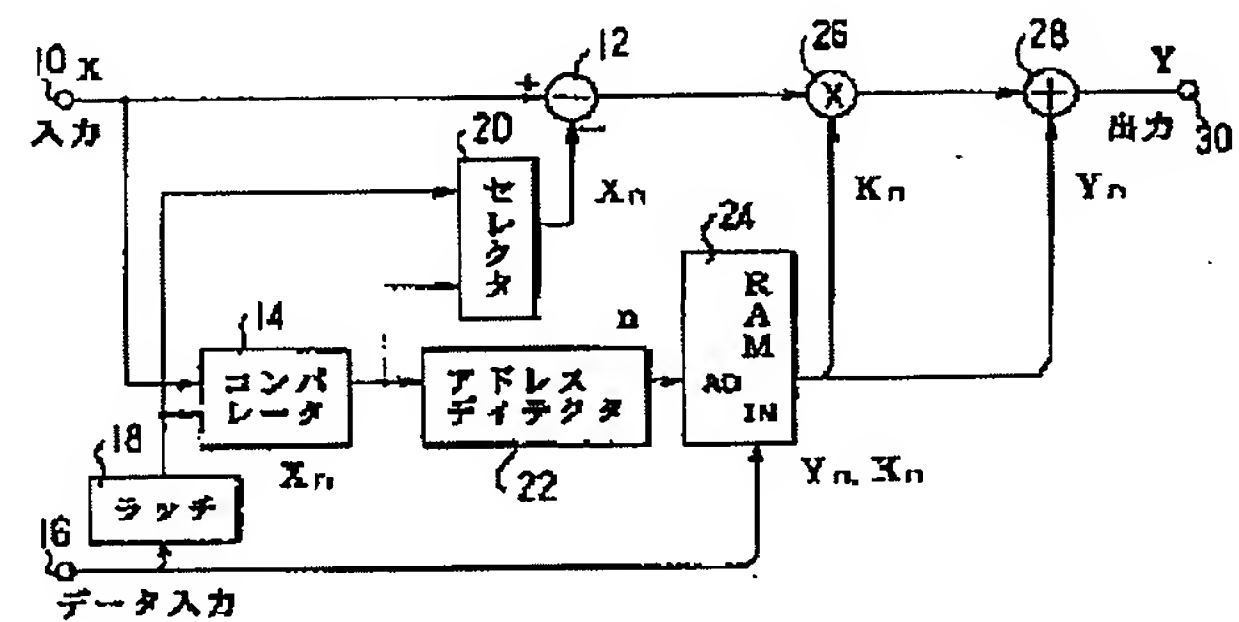 10 X
入力
+
12
−
−
26
X
28
+
Y
出力
30
20
セレクタ
Xn
Kn
Yn
24
RAM
AD
IN
n
14
コンパ
レータ
アドレス
ディテクタ
22
Xn
18
ラッチ
Yn. Kn
16
データ入力